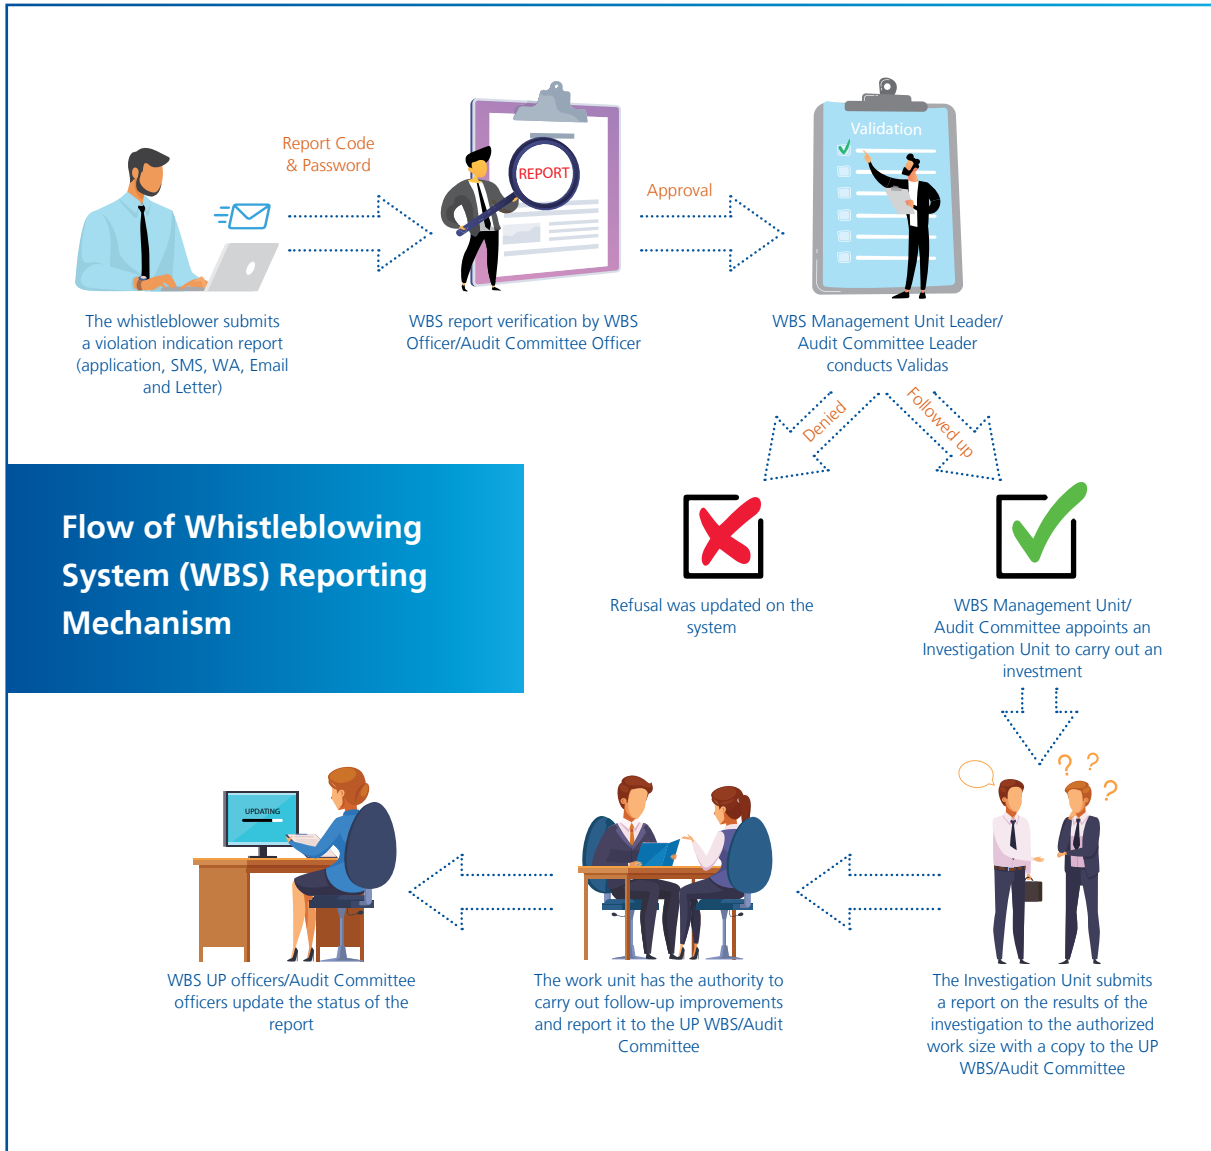 Report Code
& Password
REPORT
Approval
Validation
The whistleblower submits
a violation indication report
(application, SMS, WA, Email
and Letter)
WBS report verification by WBS
Officer/Audit Committee Officer
WBS Management Unit Leader/
Audit Committee Leader
conducts Validas
Denied
Followed up
Flow of Whistleblowing
System (WBS) Reporting
Mechanism
Refusal was updated on the
system
WBS Management Unit/
Audit Committee appoints an
Investigation Unit to carry out an
investment
UPDATING
? ? ?
WBS UP officers/Audit Committee
officers update the status of the
report
The work unit has the authority to
carry out follow-up improvements
and report it to the UP WBS/Audit
Committee
The Investigation Unit submits
a report on the results of the
investigation to the authorized
work size with a copy to the UP
WBS/Audit Committee